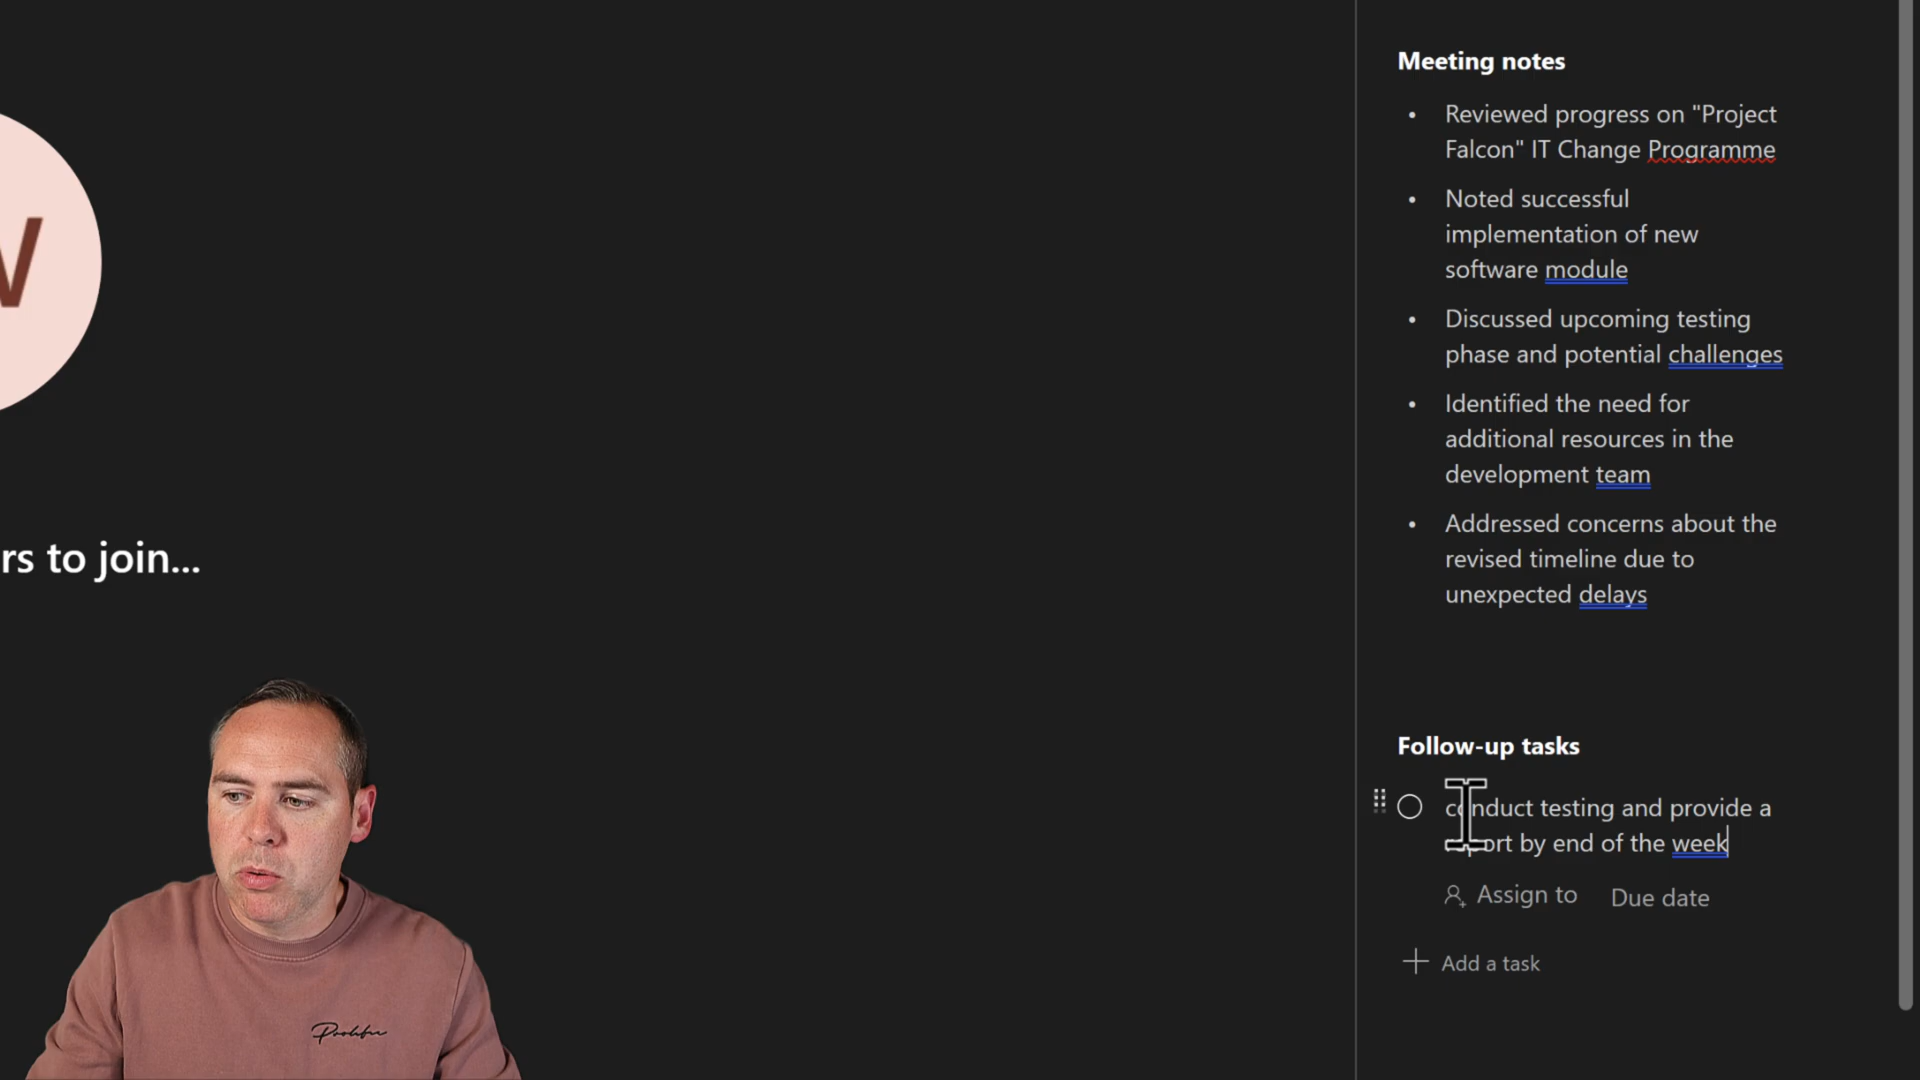 Meeting notes
• Reviewed progress on "Project
Falcon" IT Change Programme
• Noted successful
implementation of new
software module
• Discussed upcoming testing
phase and potential challenges
• Identified the need for
additional resources in the
development team
• Addressed concerns about the
revised timeline due to
unexpected delays
rs to join...
Follow-up tasks
conduct testing and provide a
report by end of the week
Assign to Due date
Add a task